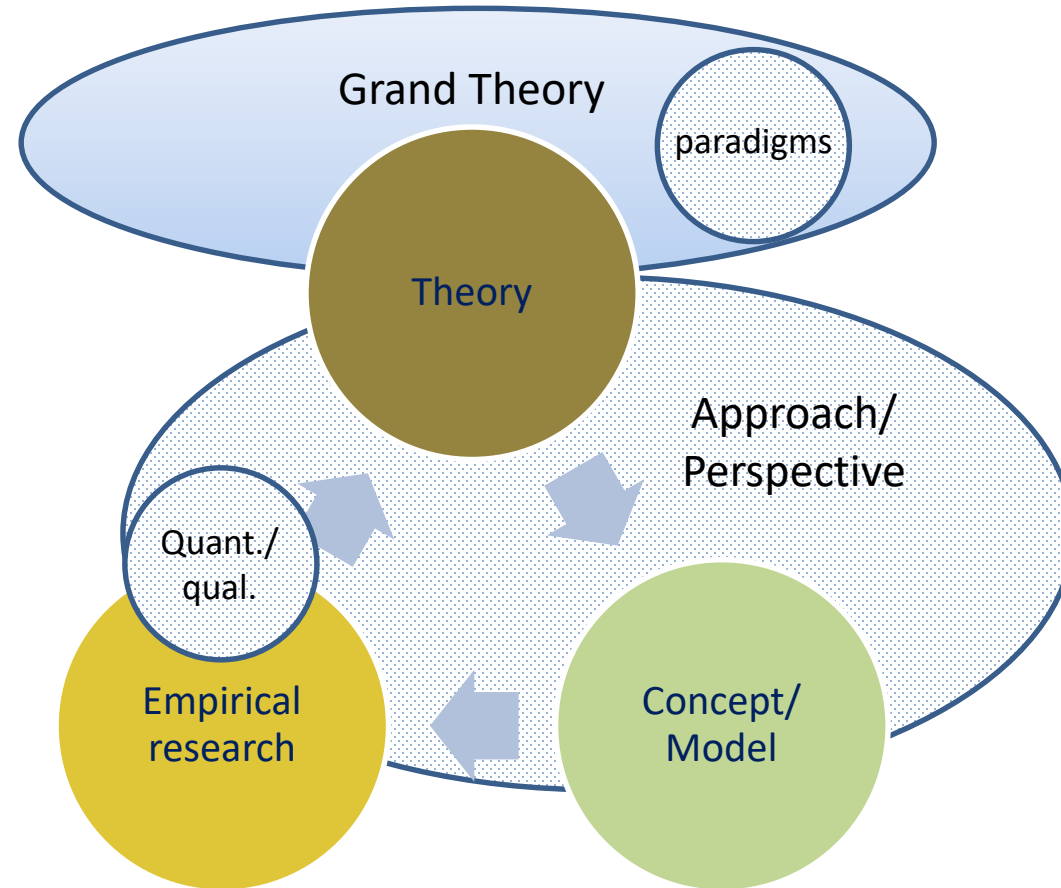 Grand Theory
paradigms
Theory
Approach/
Perspective
Quant./
qual.
Empirical
research
Concept/
Model